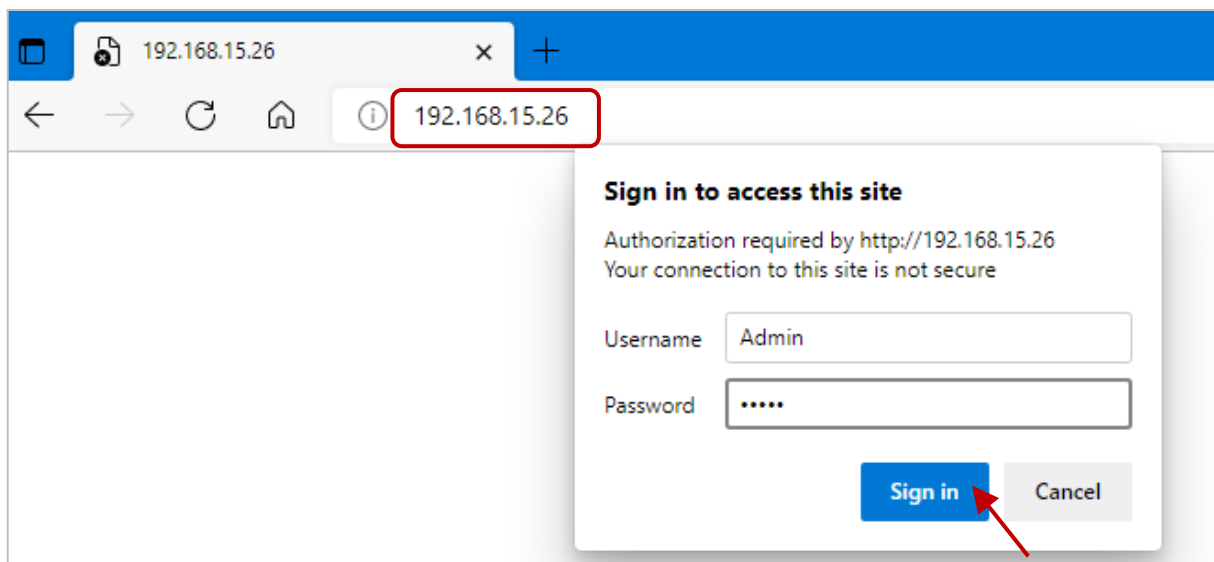 192.168.15.26
192.168.15.26
Sign in to access this site
Authorization required by http://192.168.15.26
Your connection to this site is not secure
Username Admin
Password •••••
Sign in Cancel